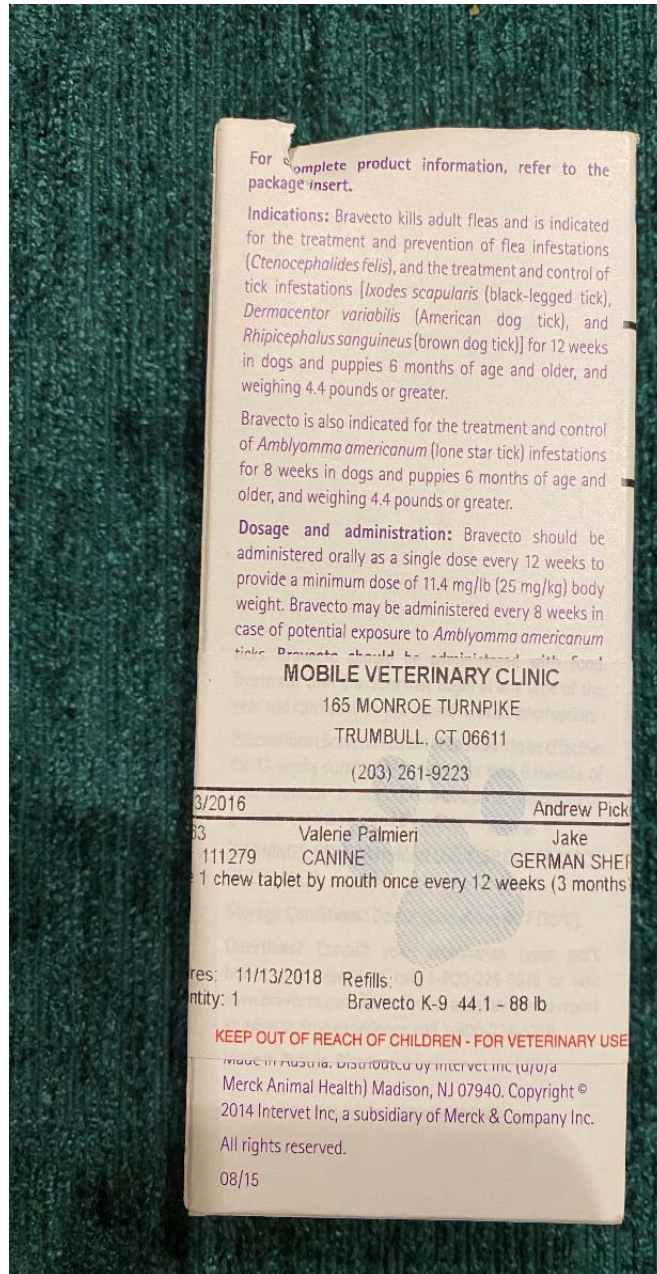 For complete product information, refer to the
package insert.
Indications: Bravecto kills adult fleas and is indicated
for the treatment and prevention of flea infestations
(Ctenocephalides felis), and the treatment and control of
tick infestations [Ixodes scapularis (black-legged tick),
Dermacentor variabilis (American dog tick), and
Rhipicephalus sanguineus (brown dog tick)] for 12 weeks
in dogs and puppies 6 months of age and older, and
weighing 4.4 pounds or greater.
Bravecto is also indicated for the treatment and control
of Amblyomma americanum (lone star tick) infestations
for 8 weeks in dogs and puppies 6 months of age and
older, and weighing 4.4 pounds or greater.
Dosage and administration: Bravecto should be
administered orally as a single dose every 12 weeks to
provide a minimum dose of 11.4 mg/lb (25 mg/kg) body
weight. Bravecto may be administered every 8 weeks in
case of potential exposure to Amblyomma americanum
MOBILE VETERINARY CLINIC
165 MONROE TURNPIKE
TRUMBULL, CT 06611
(203) 261-9223
3/2016 Andrew Pick
63 Valerie Palmieri Jake
111279 CANINE GERMAN SHEF
1 chew tablet by mouth once every 12 weeks (3 months
res: 11/13/2018 Refills: 0
ntity: 1 Bravecto K-9 44.1 - 88 lb
KEEP OUT OF REACH OF CHILDREN - FOR VETERINARY USE
Made in Austria. Distributed by Intervet Inc (d/b/a
Merck Animal Health) Madison, NJ 07940. Copyright ©
2014 Intervet Inc, a subsidiary of Merck & Company Inc.
All rights reserved.
08/15